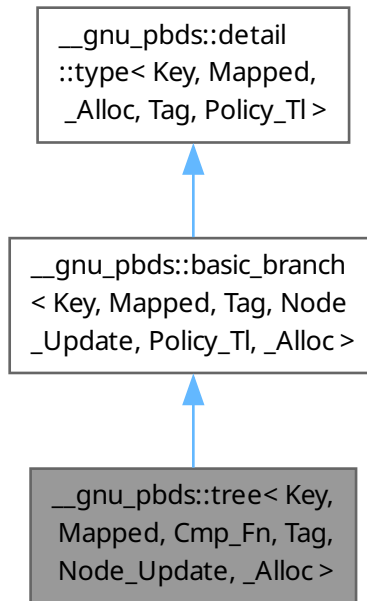 __gnu_pbds::detail
::type< Key, Mapped,
_Alloc, Tag, Policy_Tl >
__gnu_pbds::basic_branch
< Key, Mapped, Tag, Node
_Update, Policy_Tl, _Alloc >
__gnu_pbds::tree< Key,
Mapped, Cmp_Fn, Tag,
Node_Update, _Alloc >